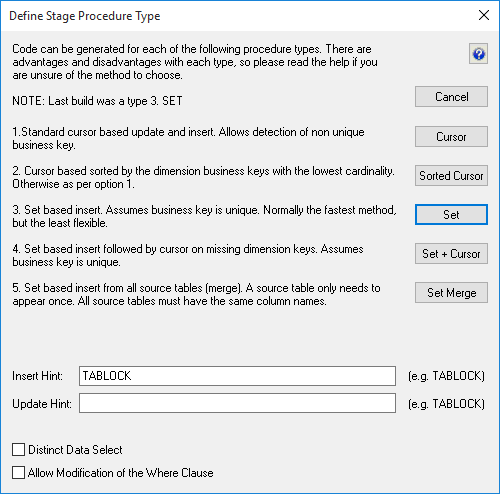 Define Stage Procedure Type
Code can be generated for each of the following procedure types. There are
advantages and disadvantages with each type, so please read the help if you
are unsure of the method to choose.
NOTE: Last build was a type 3. SET
Cancel
1.Standard cursor based update and insert. Allows detection of non unique
business key.
Cursor
2. Cursor based sorted by the dimension business keys with the lowest cardinality.
Otherwise as per option 1.
Sorted Cursor
3. Set based insert. Assumes business key is unique. Normally the fastest method,
but the least flexible.
Set
4. Set based insert followed by cursor on missing dimension keys. Assumes
business key is unique.
Set + Cursor
5. Set based insert from all source tables (merge). A source table only needs to
appear once. All source tables must have the same column names.
Set Merge
Insert Hint: TABLOCK (e.g. TABLOCK)
Update Hint: (e.g. TABLOCK)
Distinct Data Select
Allow Modification of the Where Clause